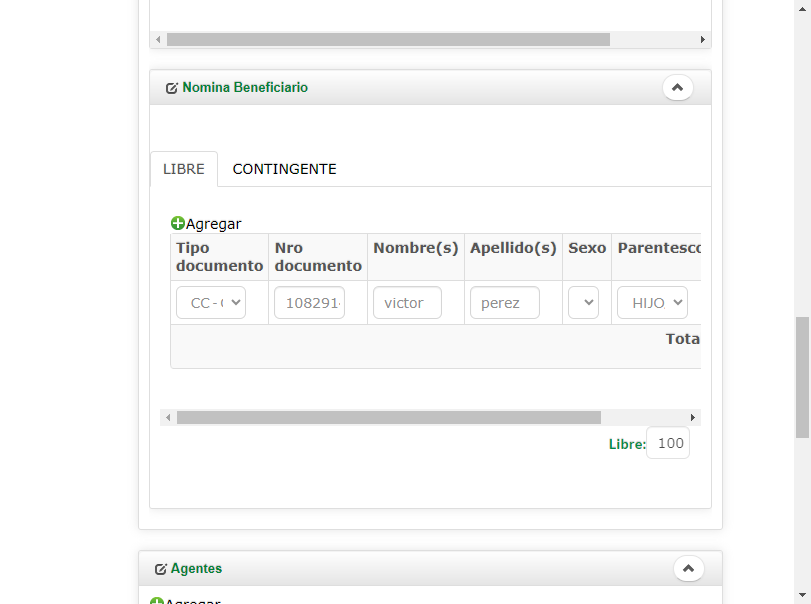 Nomina Beneficiario
LIBRE CONTINGENTE
Agregar
Tipo documento Nro documento Nombre(s) Apellido(s) Sexo Parentesco
CC - 108291 victor perez HIJO
Tota
Libre: 100
Agentes
Agregar